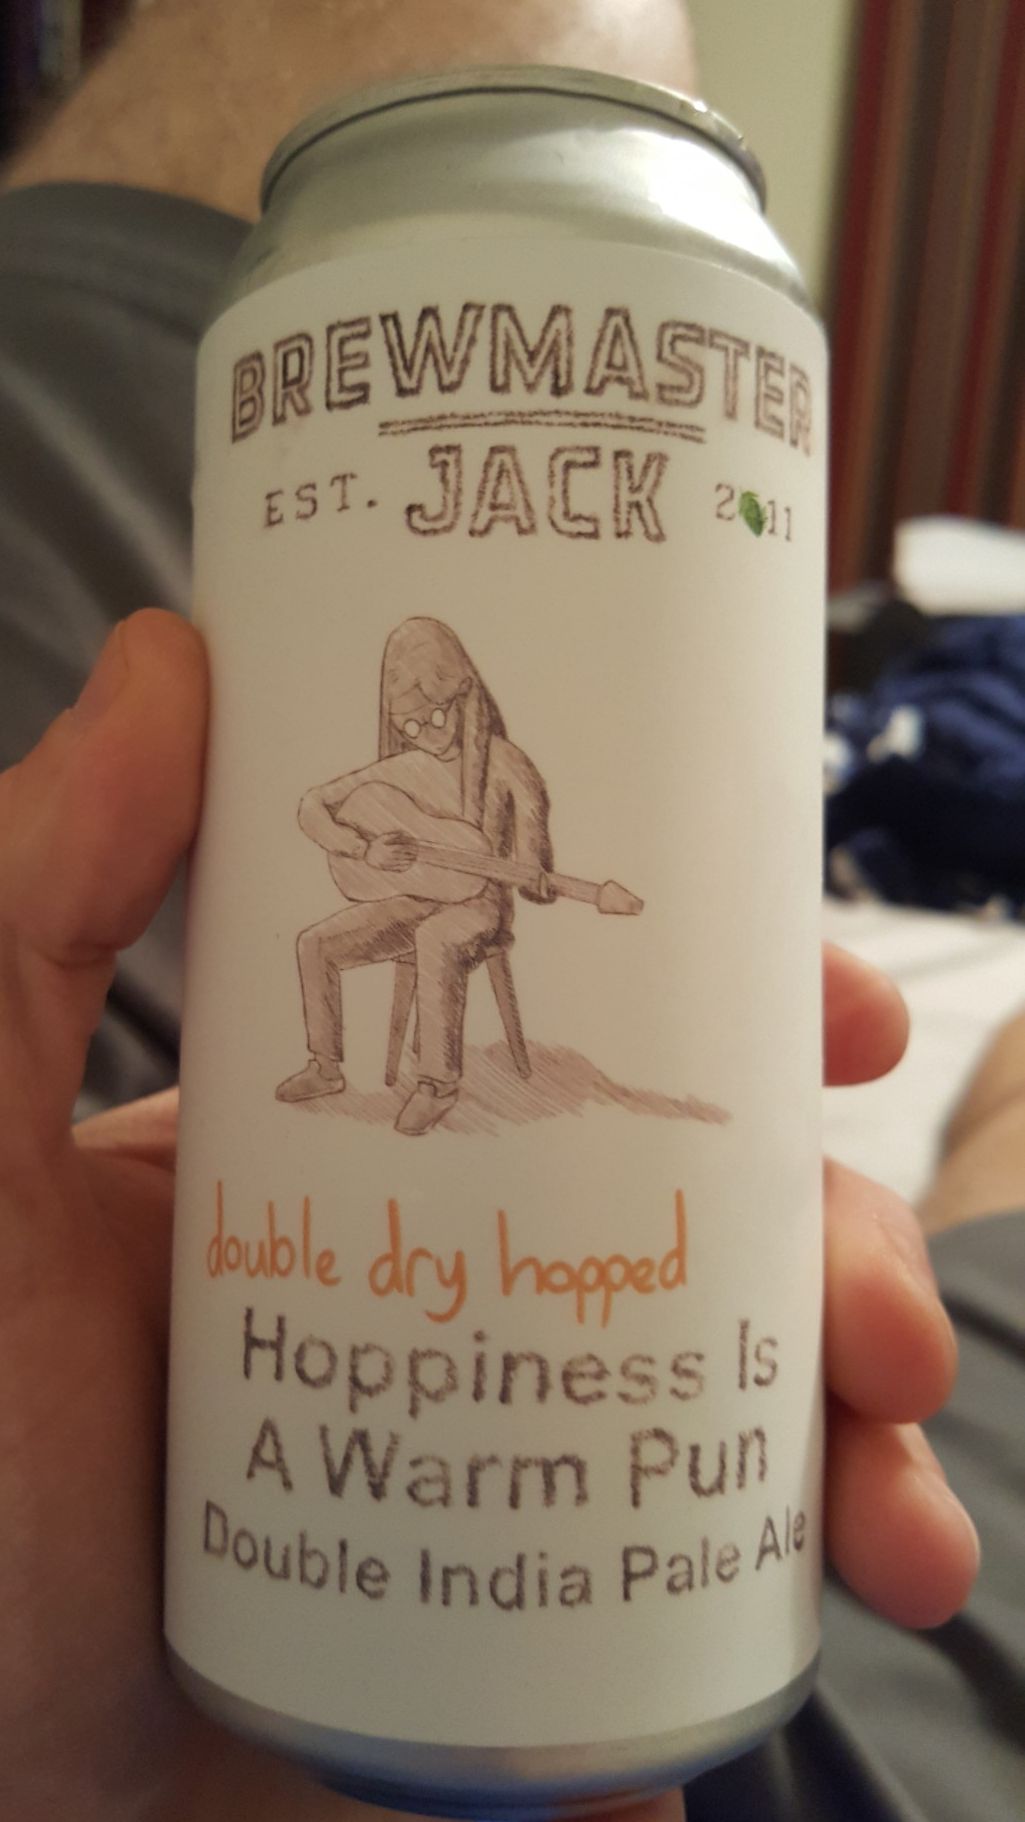 BREWMASTER
EST. JACK 2011
double dry hopped
Hoppiness Is
A Warm Pun
Double India Pale Ale